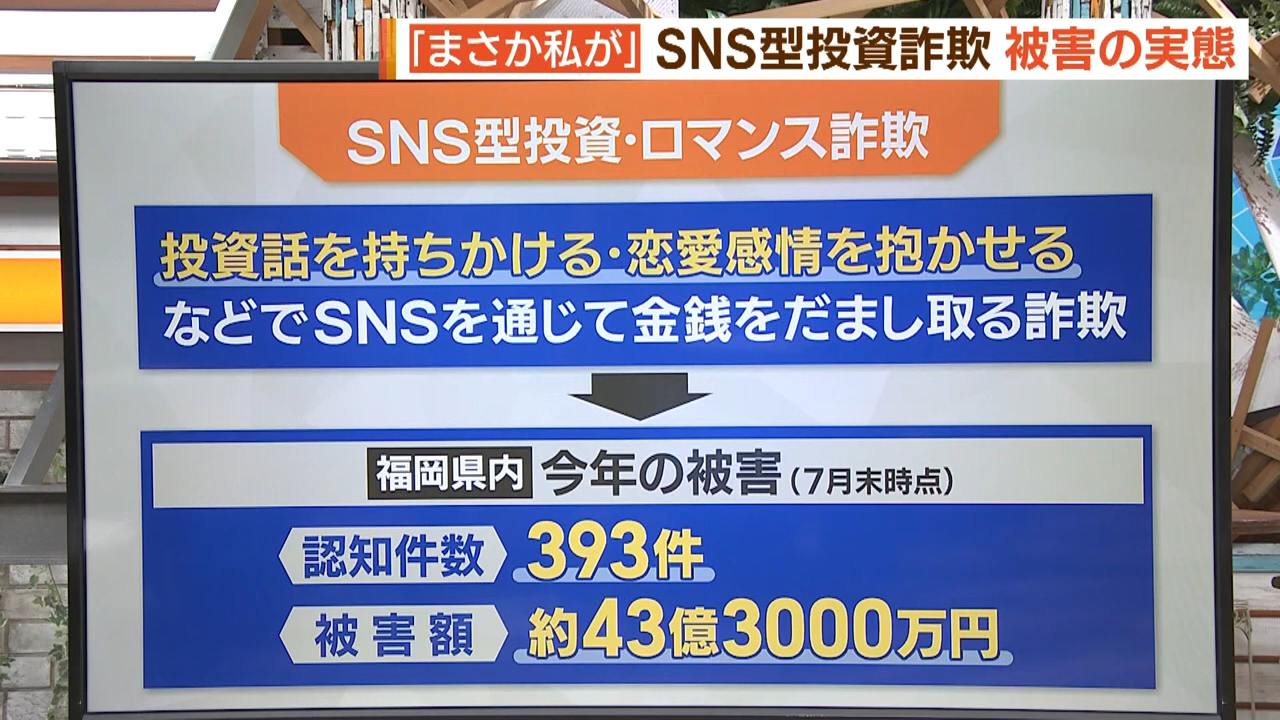 「まさか私が」 SNS型投資詐欺 被害の実態
SNS型投資・ロマンス詐欺
投資話を持ちかける・恋愛感情を抱かせる
などでSNSを通じて金銭をだまし取る詐欺
福岡県内 今年の被害(7月末時点)
認知件数 393件
被害額 約43億3000万円